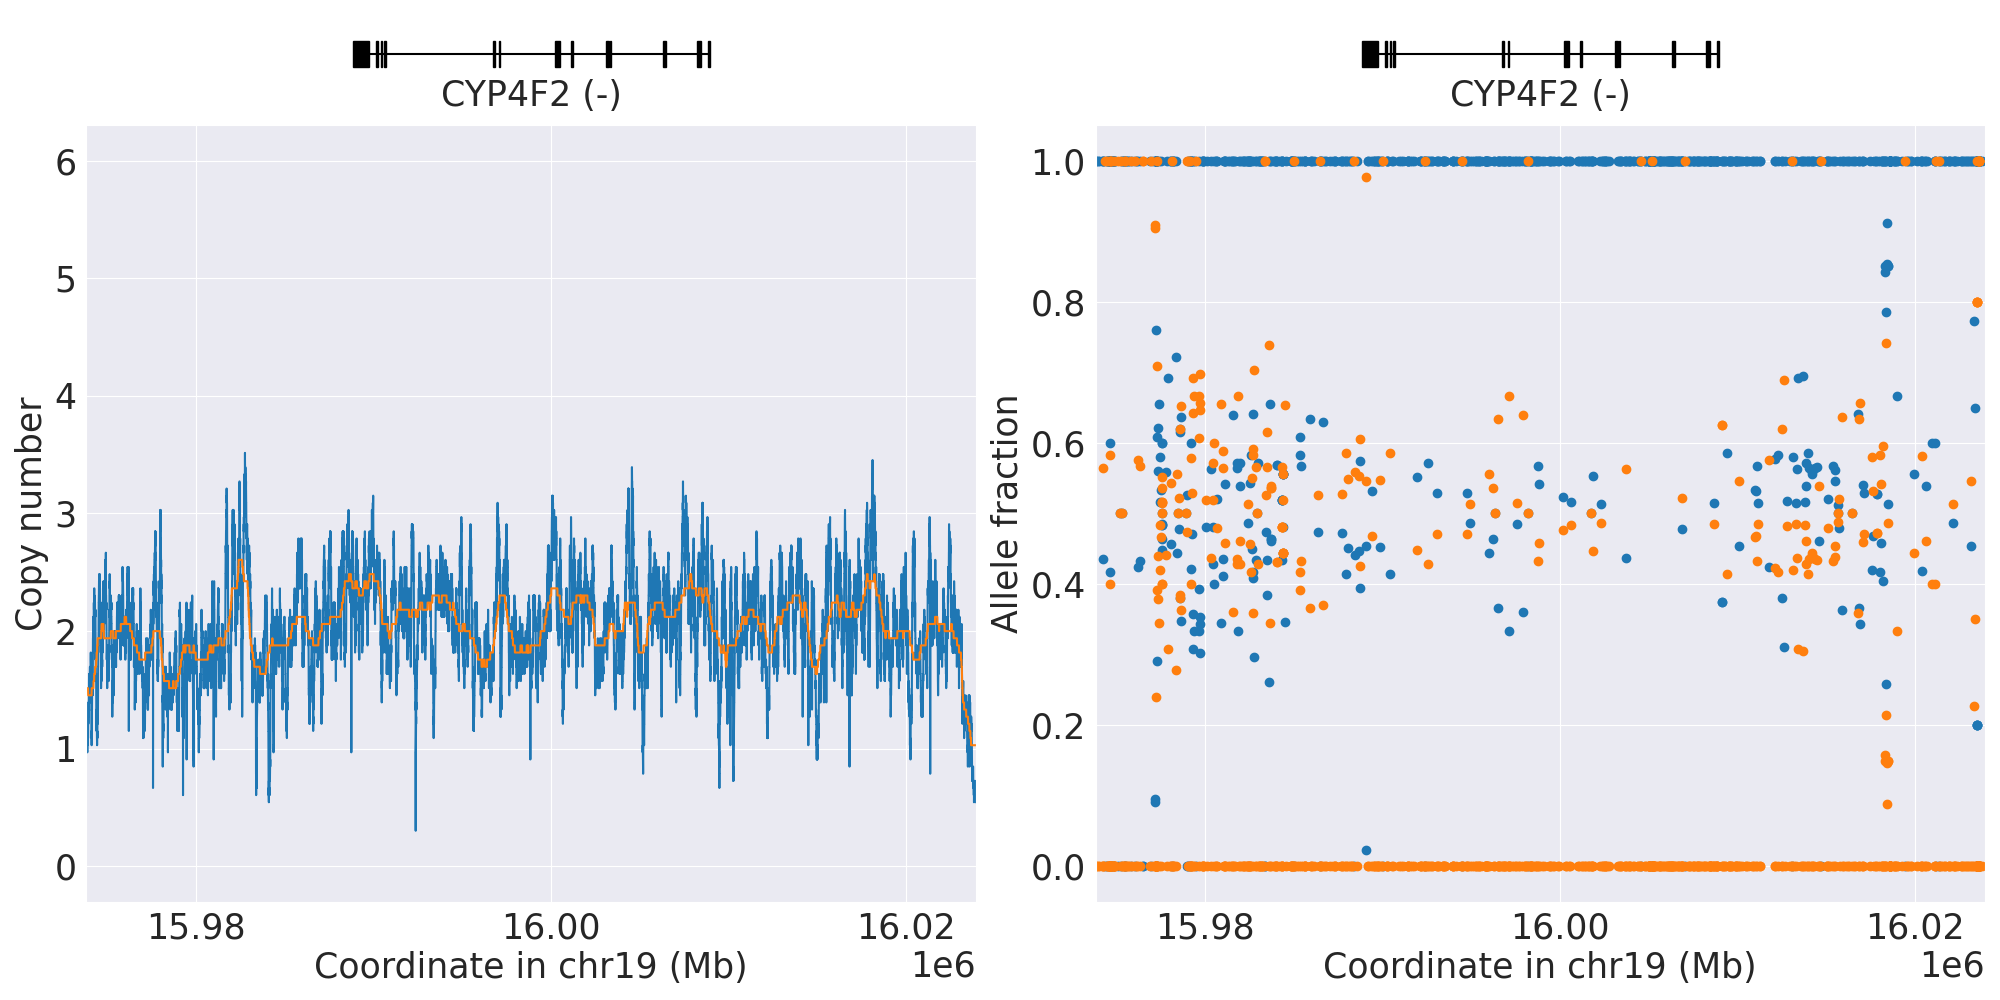 CYP4F2 (-)
6
5
4
3
2
1
0
Copy number
15.98
16.00
16.02
Coordinate in chr19 (Mb)
1e6
CYP4F2 (-)
1.0
0.8
0.6
0.4
0.2
0.0
Allele fraction
15.98
16.00
16.02
Coordinate in chr19 (Mb)
1e6